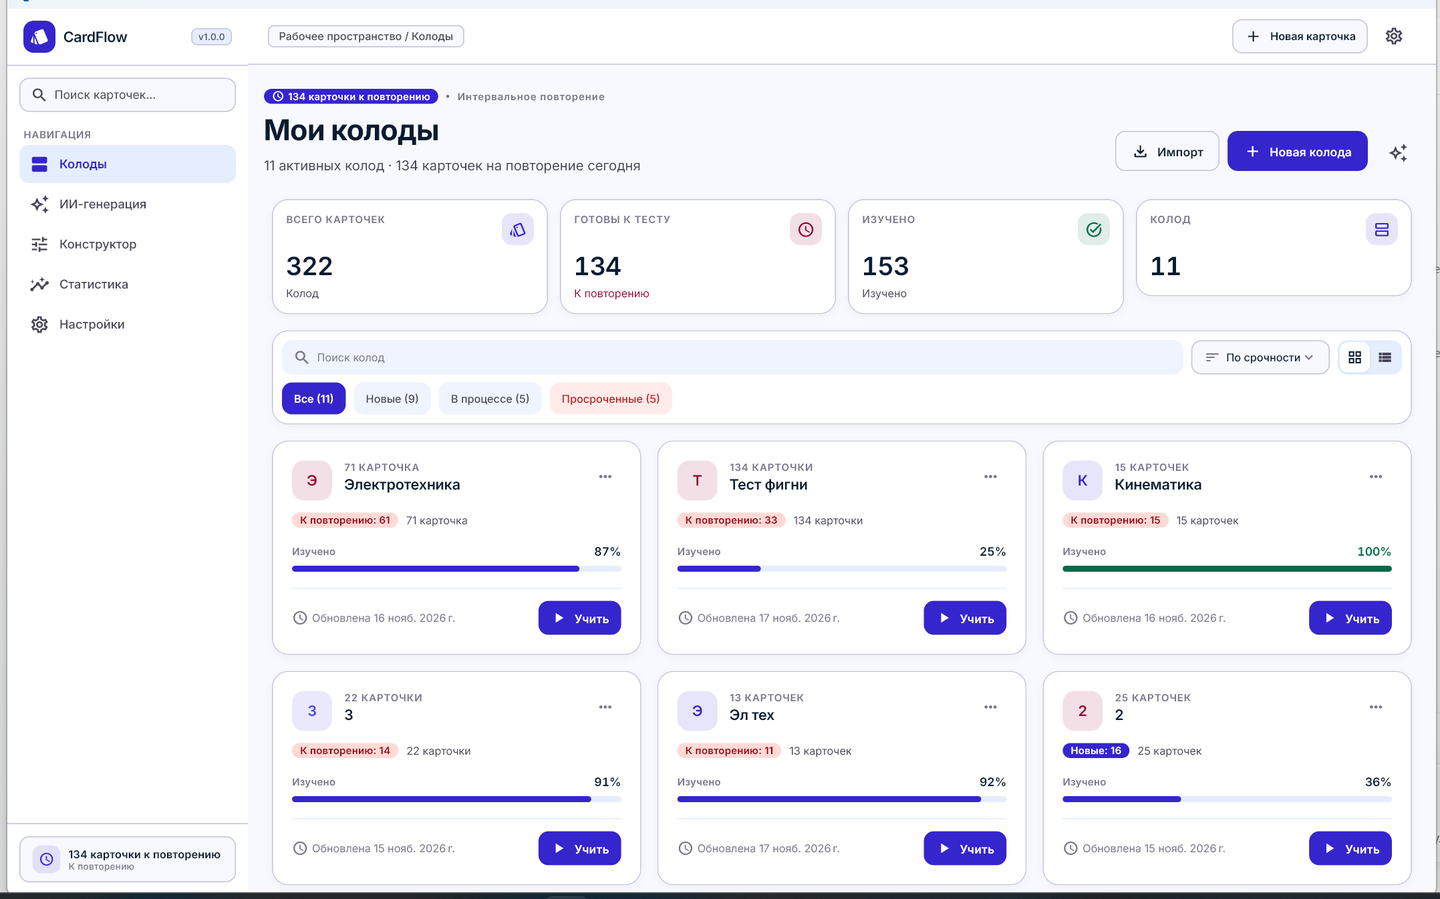 CardFlow
v1.0.0
Рабочее пространство / Колоды
Новая карточка
Поиск карточек...
НАВИГАЦИЯ
Колоды
ИИ-генерация
Конструктор
Статистика
Настройки
134 карточки к повторению
К повторению
134 карточки к повторению • Интервальное повторение
Мои колоды
11 активных колод · 134 карточек на повторение сегодня
Импорт
Новая колода
ВСЕГО КАРТОЧЕК
322
Колод
ГОТОВЫ К ТЕСТУ
134
К повторению
ИЗУЧЕНО
153
Изучено
КОЛОД
11
Поиск колод
По срочности
Все (11)
Новые (9)
В процессе (5)
Просроченные (5)
Э
71 КАРТОЧКА
Электротехника
К повторению: 61
71 карточка
Изучено
87%
Обновлена 16 нояб. 2026 г.
Учить
Т
134 КАРТОЧКИ
Тест фигни
К повторению: 33
134 карточки
Изучено
25%
Обновлена 17 нояб. 2026 г.
Учить
К
15 КАРТОЧЕК
Кинематика
К повторению: 15
15 карточек
Изучено
100%
Обновлена 16 нояб. 2026 г.
Учить
3
22 КАРТОЧКИ
3
К повторению: 14
22 карточки
Изучено
91%
Обновлена 15 нояб. 2026 г.
Учить
Э
13 КАРТОЧЕК
Эл тех
К повторению: 11
13 карточек
Изучено
92%
Обновлена 17 нояб. 2026 г.
Учить
2
25 КАРТОЧЕК
2
Новые: 16
25 карточек
Изучено
36%
Обновлена 15 нояб. 2026 г.
Учить